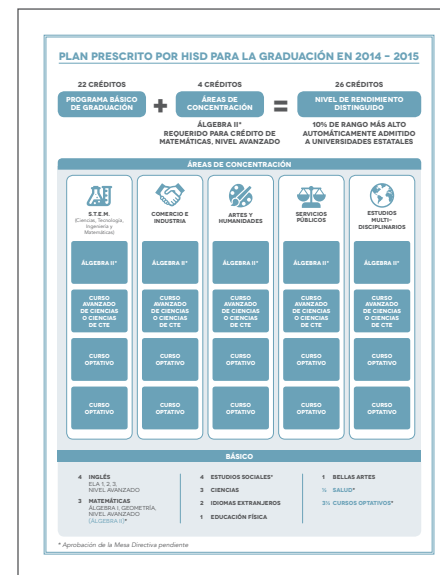 PLAN PRESCRITO POR HISD PARA LA GRADUACIÓN EN 2014 – 2015
22 CRÉDITOS
PROGRAMA BÁSICO
DE GRADUACIÓN
+
4 CRÉDITOS
ÁREAS DE
CONCENTRACIÓN
ÁLGEBRA II*
REQUERIDO PARA CRÉDITO DE
MATEMÁTICAS, NIVEL AVANZADO
=
26 CRÉDITOS
NIVEL DE RENDIMIENTO
DISTINGUIDO
10% DE RANGO MÁS ALTO
AUTOMÁTICAMENTE ADMITIDO
A UNIVERSIDADES ESTATALES
ÁREAS DE CONCENTRACIÓN
S.T.E.M.
(Ciencias, Tecnología,
Ingeniería y
Matemáticas)
ÁLGEBRA II*
CURSO
AVANZADO
DE CIENCIAS
O CIENCIAS
DE CTE
CURSO
OPTATIVO
CURSO
OPTATIVO
COMERCIO E
INDUSTRIA
ÁLGEBRA II*
CURSO
AVANZADO
DE CIENCIAS
O CIENCIAS
DE CTE
CURSO
OPTATIVO
CURSO
OPTATIVO
ARTES Y
HUMANIDADES
ÁLGEBRA II*
CURSO
AVANZADO
DE CIENCIAS
O CIENCIAS
DE CTE
CURSO
OPTATIVO
CURSO
OPTATIVO
SERVICIOS
PÚBLICOS
ÁLGEBRA II*
CURSO
AVANZADO
DE CIENCIAS
O CIENCIAS
DE CTE
CURSO
OPTATIVO
CURSO
OPTATIVO
ESTUDIOS
MULTI-
DISCIPLINARIOS
ÁLGEBRA II*
CURSO
AVANZADO
DE CIENCIAS
O CIENCIAS
DE CTE
CURSO
OPTATIVO
CURSO
OPTATIVO
BÁSICO
4 INGLÉS
ELA 1, 2, 3,
NIVEL AVANZADO
3 MATEMÁTICAS
ÁLGEBRA I, GEOMETRÍA,
NIVEL AVANZADO
(ÁLGEBRA II)*
4 ESTUDIOS SOCIALES*
3 CIENCIAS
2 IDIOMAS EXTRANJEROS
1 EDUCACIÓN FÍSICA
1 BELLAS ARTES
½ SALUD*
3½ CURSOS OPTATIVOS*
* Aprobación de la Mesa Directiva pendiente